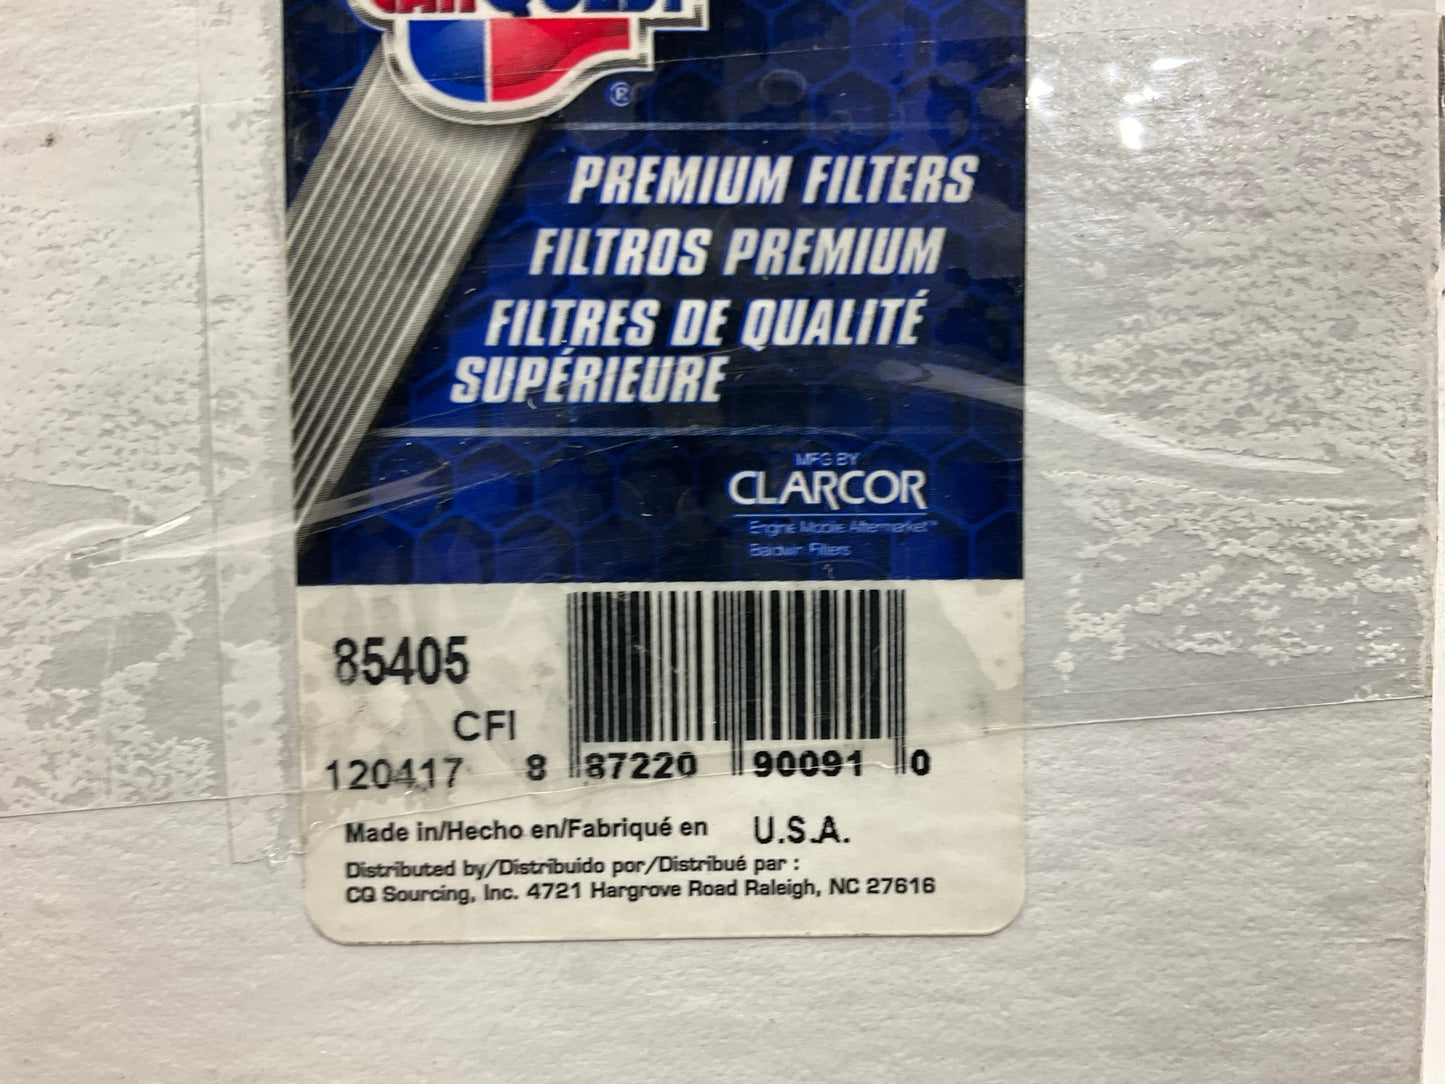 CARQUEST
®
PREMIUM FILTERS
FILTROS PREMIUM
FILTRES DE QUALITÉ
SUPÉRIEURE
MFG BY
CLARCOR
Engine Mobile Aftermarket™
Baldwin Filters
85405
CFI
120417
8 87220 90091 0
Made in/Hecho en/Fabriqué en U.S.A.
Distributed by/Distribuido por/Distribué par :
CQ Sourcing, Inc. 4721 Hargrove Road Raleigh, NC 27616